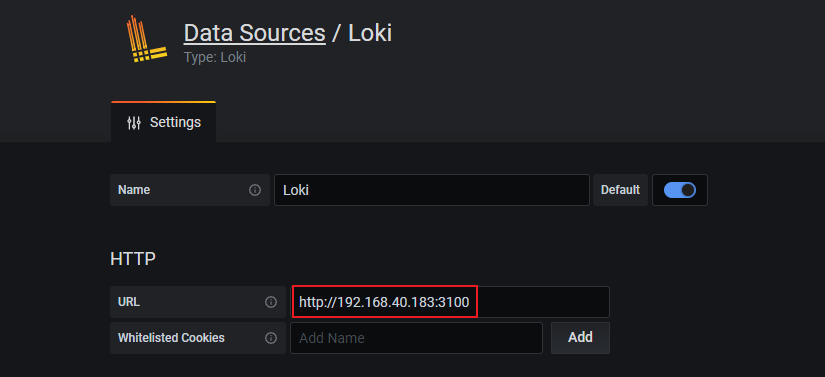 Data Sources / Loki
Type: Loki
Settings
Name Loki Default
HTTP
URL http://192.168.40.183:3100
Whitelisted Cookies Add Name Add